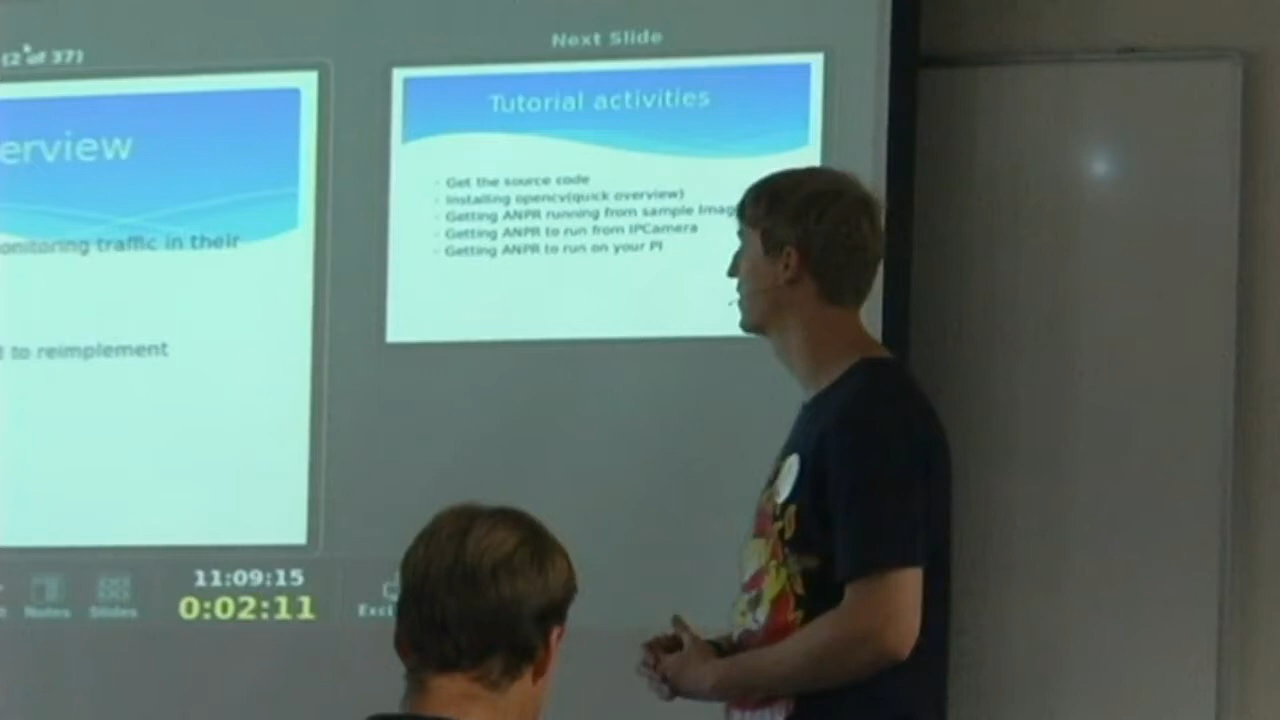 (2 of 37)
erview
onitoring traffic in their
to reimplement
Next Slide
Tutorial activities
- Get the source code
- Installing opencv(quick overview)
- Getting ANPR running from sample Imag
- Getting ANPR to run from IPCamera
- Getting ANPR to run on your PI
Notes
Slides
11:09:15
0:02:11